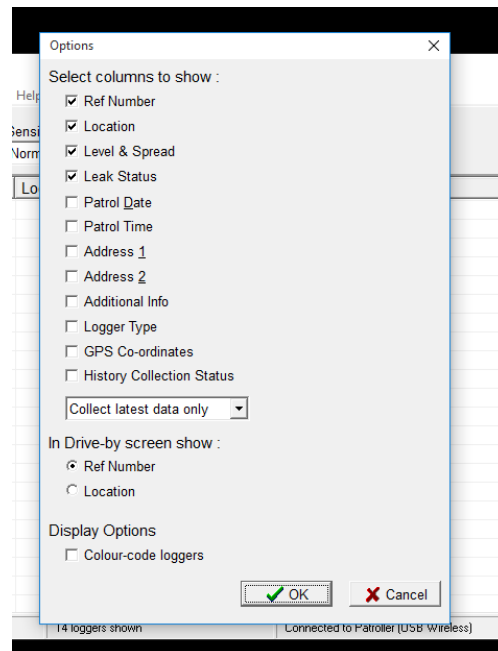 Options
Select columns to show :
Help
Ref Number
Location
Level & Spread
Leak Status
Lo
Patrol Date
Patrol Time
Address 1
Address 2
Additional Info
Logger Type
GPS Co-ordinates
History Collection Status
Collect latest data only
In Drive-by screen show :
Ref Number
Location
Display Options
Colour-code loggers
OK Cancel
14 loggers shown Connected to Patroller (USB Wireless)